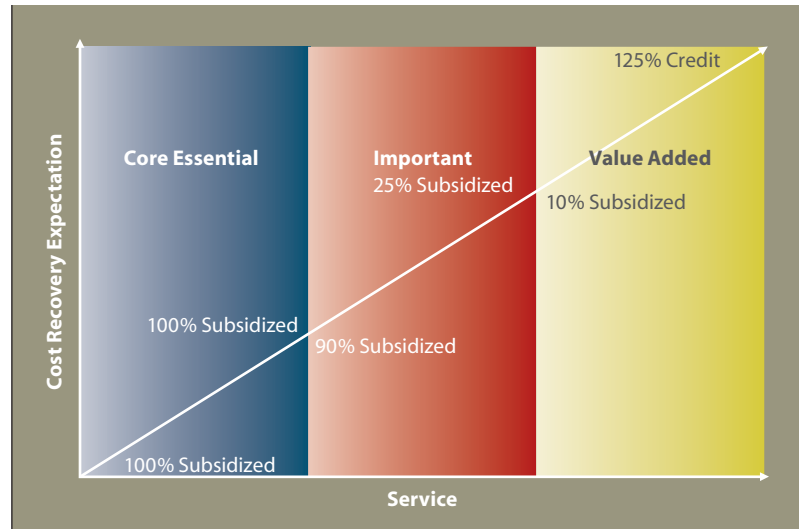 125% Credit
Core Essential
Important
Value Added
25% Subsidized
10% Subsidized
100% Subsidized
90% Subsidized
100% Subsidized
Cost Recovery Expectation
Service